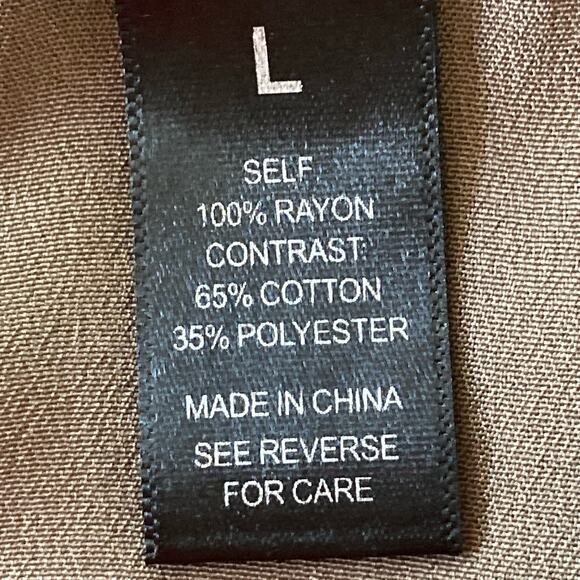 L
SELF
100% RAYON
CONTRAST:
65% COTTON
35% POLYESTER
MADE IN CHINA
SEE REVERSE
FOR CARE